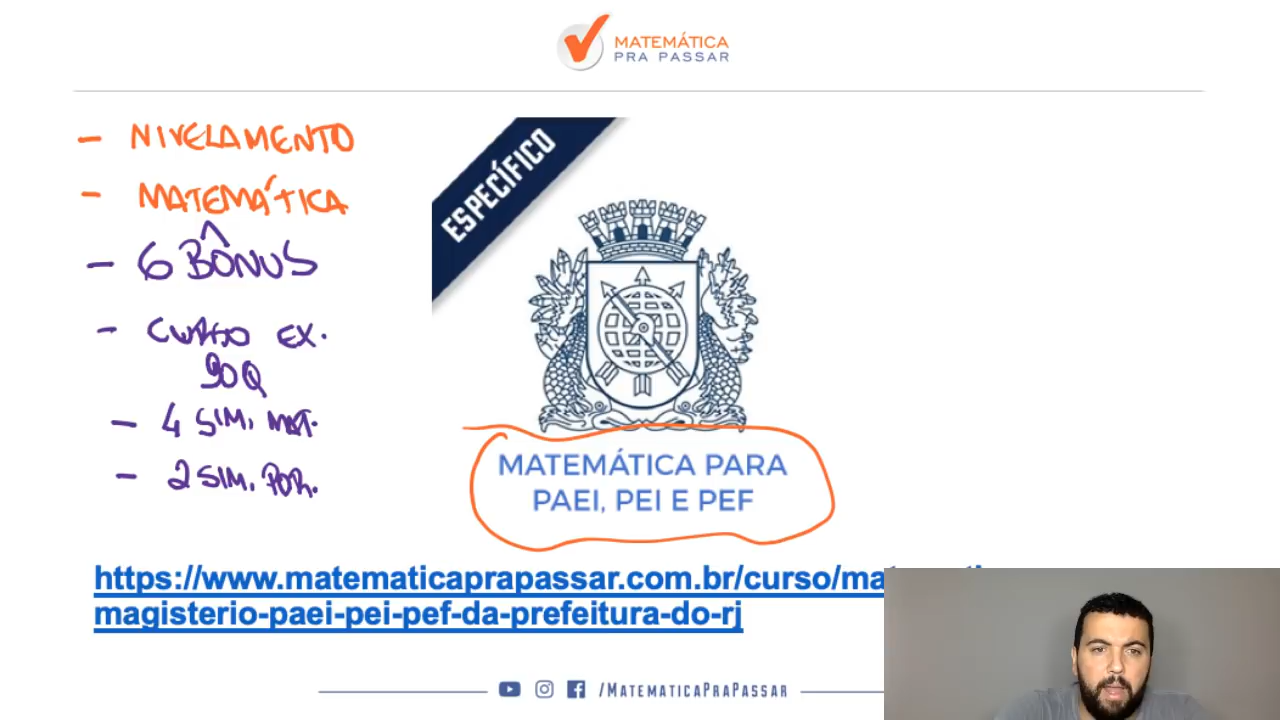 MATEMÁTICA
PRA PASSAR
- NIVELAMENTO
- MATEMÁTICA
- 6 BÔNUS
- CURSO EX.
90Q
- 4 SIM. MAT.
- 2 SIM. POR.
ESPECÍFICO
MATEMÁTICA PARA
PAEI, PEI E PEF
https://www.matematicaprapassar.com.br/curso/
magisterio-paei-pei-pef-da-prefeitura-do-rj
/MATEMATICAPRAPASSAR